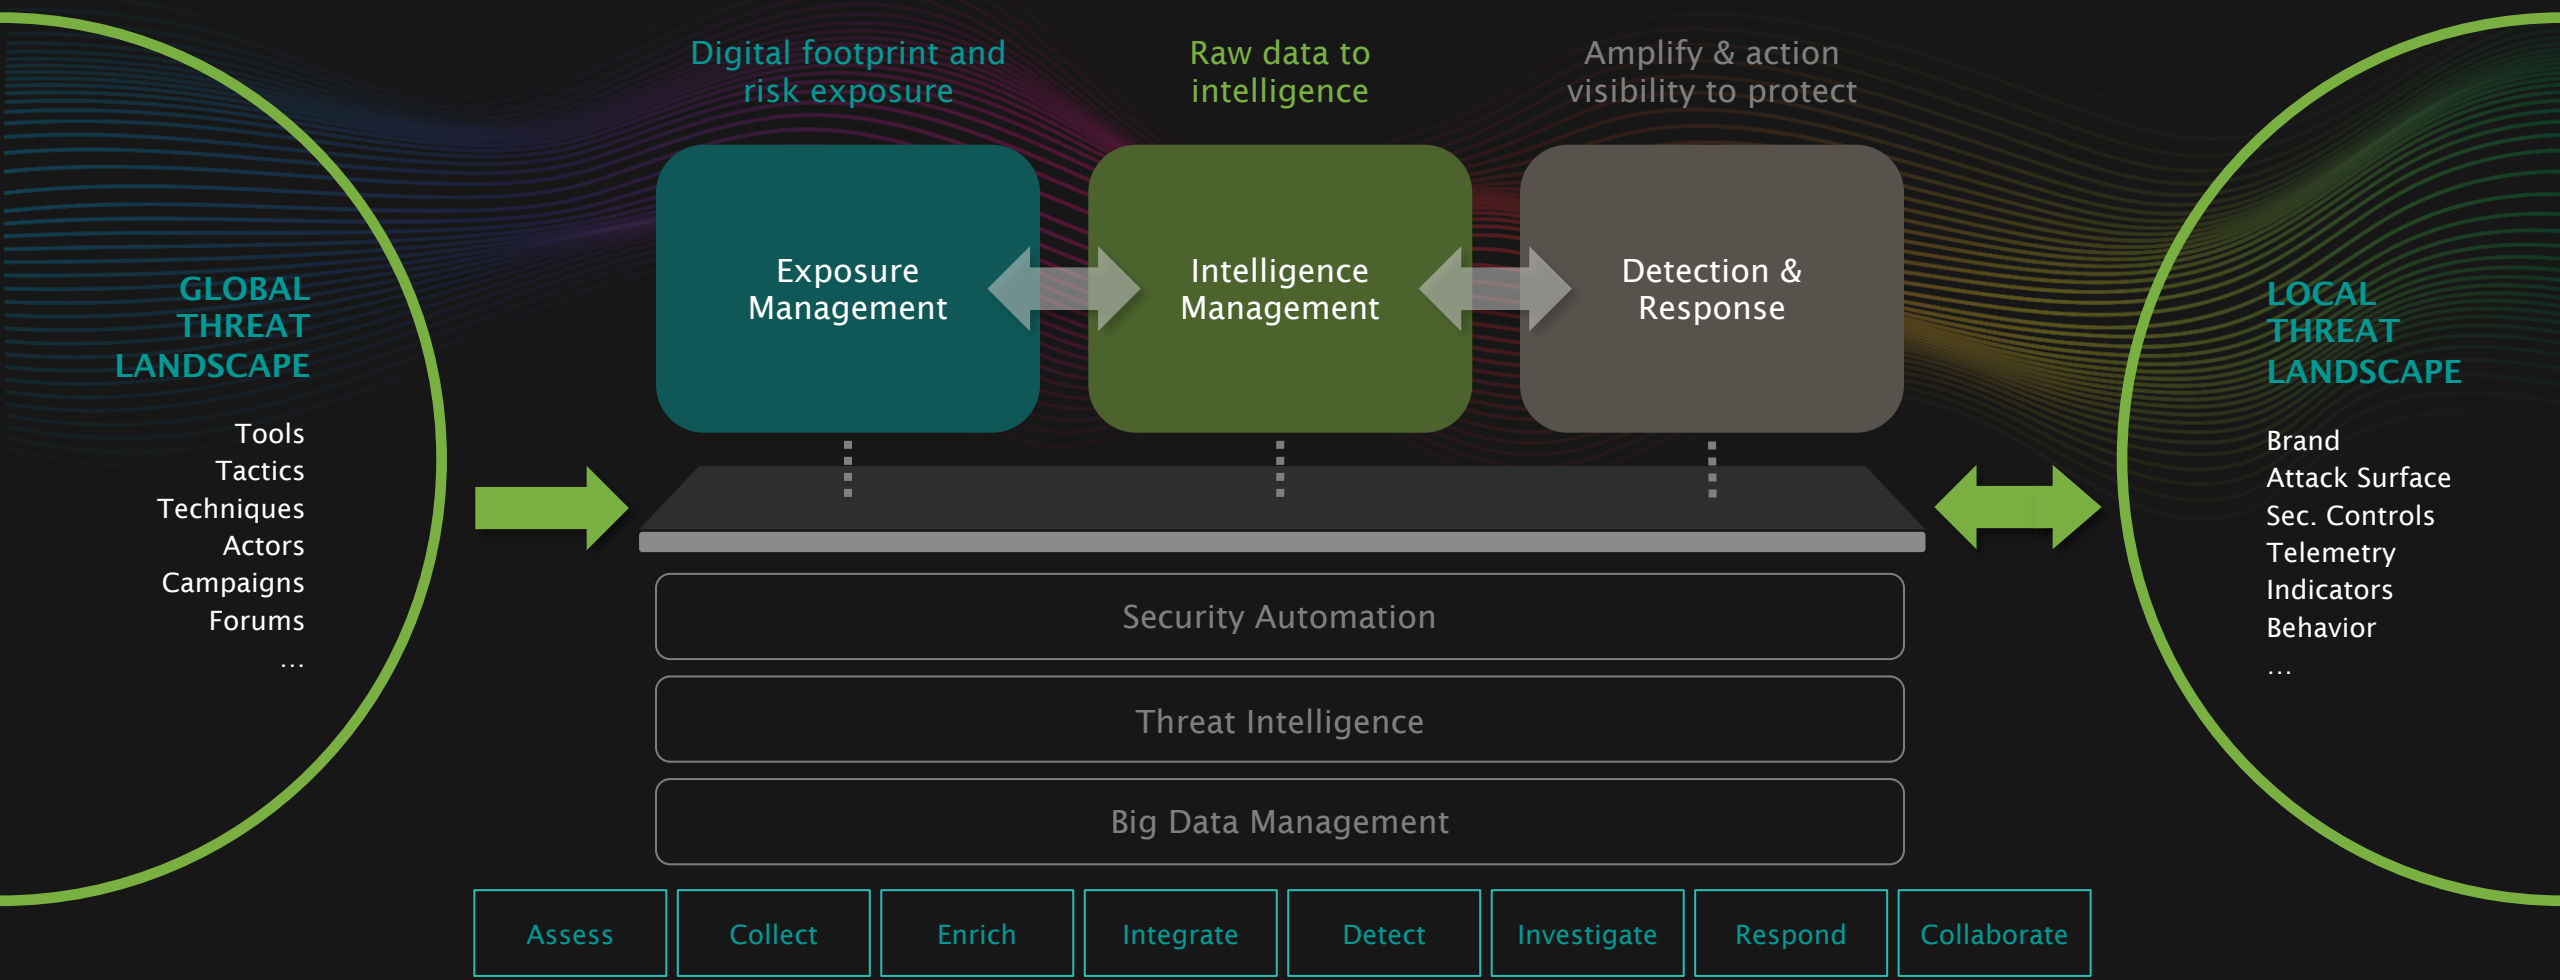 Digital footprint and
risk exposure
Raw data to
intelligence
Amplify & action
visibility to protect
Exposure
Management
Intelligence
Management
Detection &
Response
GLOBAL
THREAT
LANDSCAPE
Tools
Tactics
Techniques
Actors
Campaigns
Forums
...
LOCAL
THREAT
LANDSCAPE
Brand
Attack Surface
Sec. Controls
Telemetry
Indicators
Behavior
...
Security Automation
Threat Intelligence
Big Data Management
Assess
Collect
Enrich
Integrate
Detect
Investigate
Respond
Collaborate